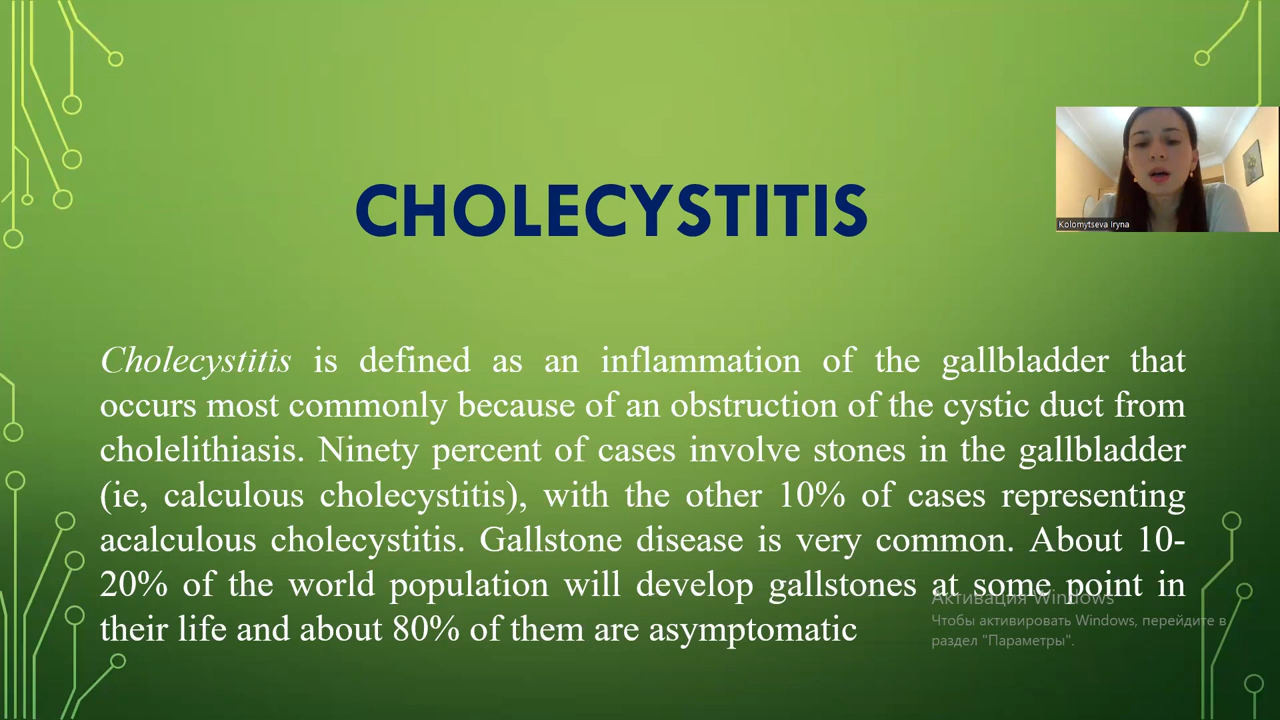 CHOLECYSTITIS
Kolomytseva Iryna
Cholecystitis is defined as an inflammation of the gallbladder that
occurs most commonly because of an obstruction of the cystic duct from
cholelithiasis. Ninety percent of cases involve stones in the gallbladder
(ie, calculous cholecystitis), with the other 10% of cases representing
acalculous cholecystitis. Gallstone disease is very common. About 10-
20% of the world population will develop gallstones at some point in
their life and about 80% of them are asymptomatic
Активация Windows
Чтобы активировать Windows, перейдите в
раздел "Параметры".